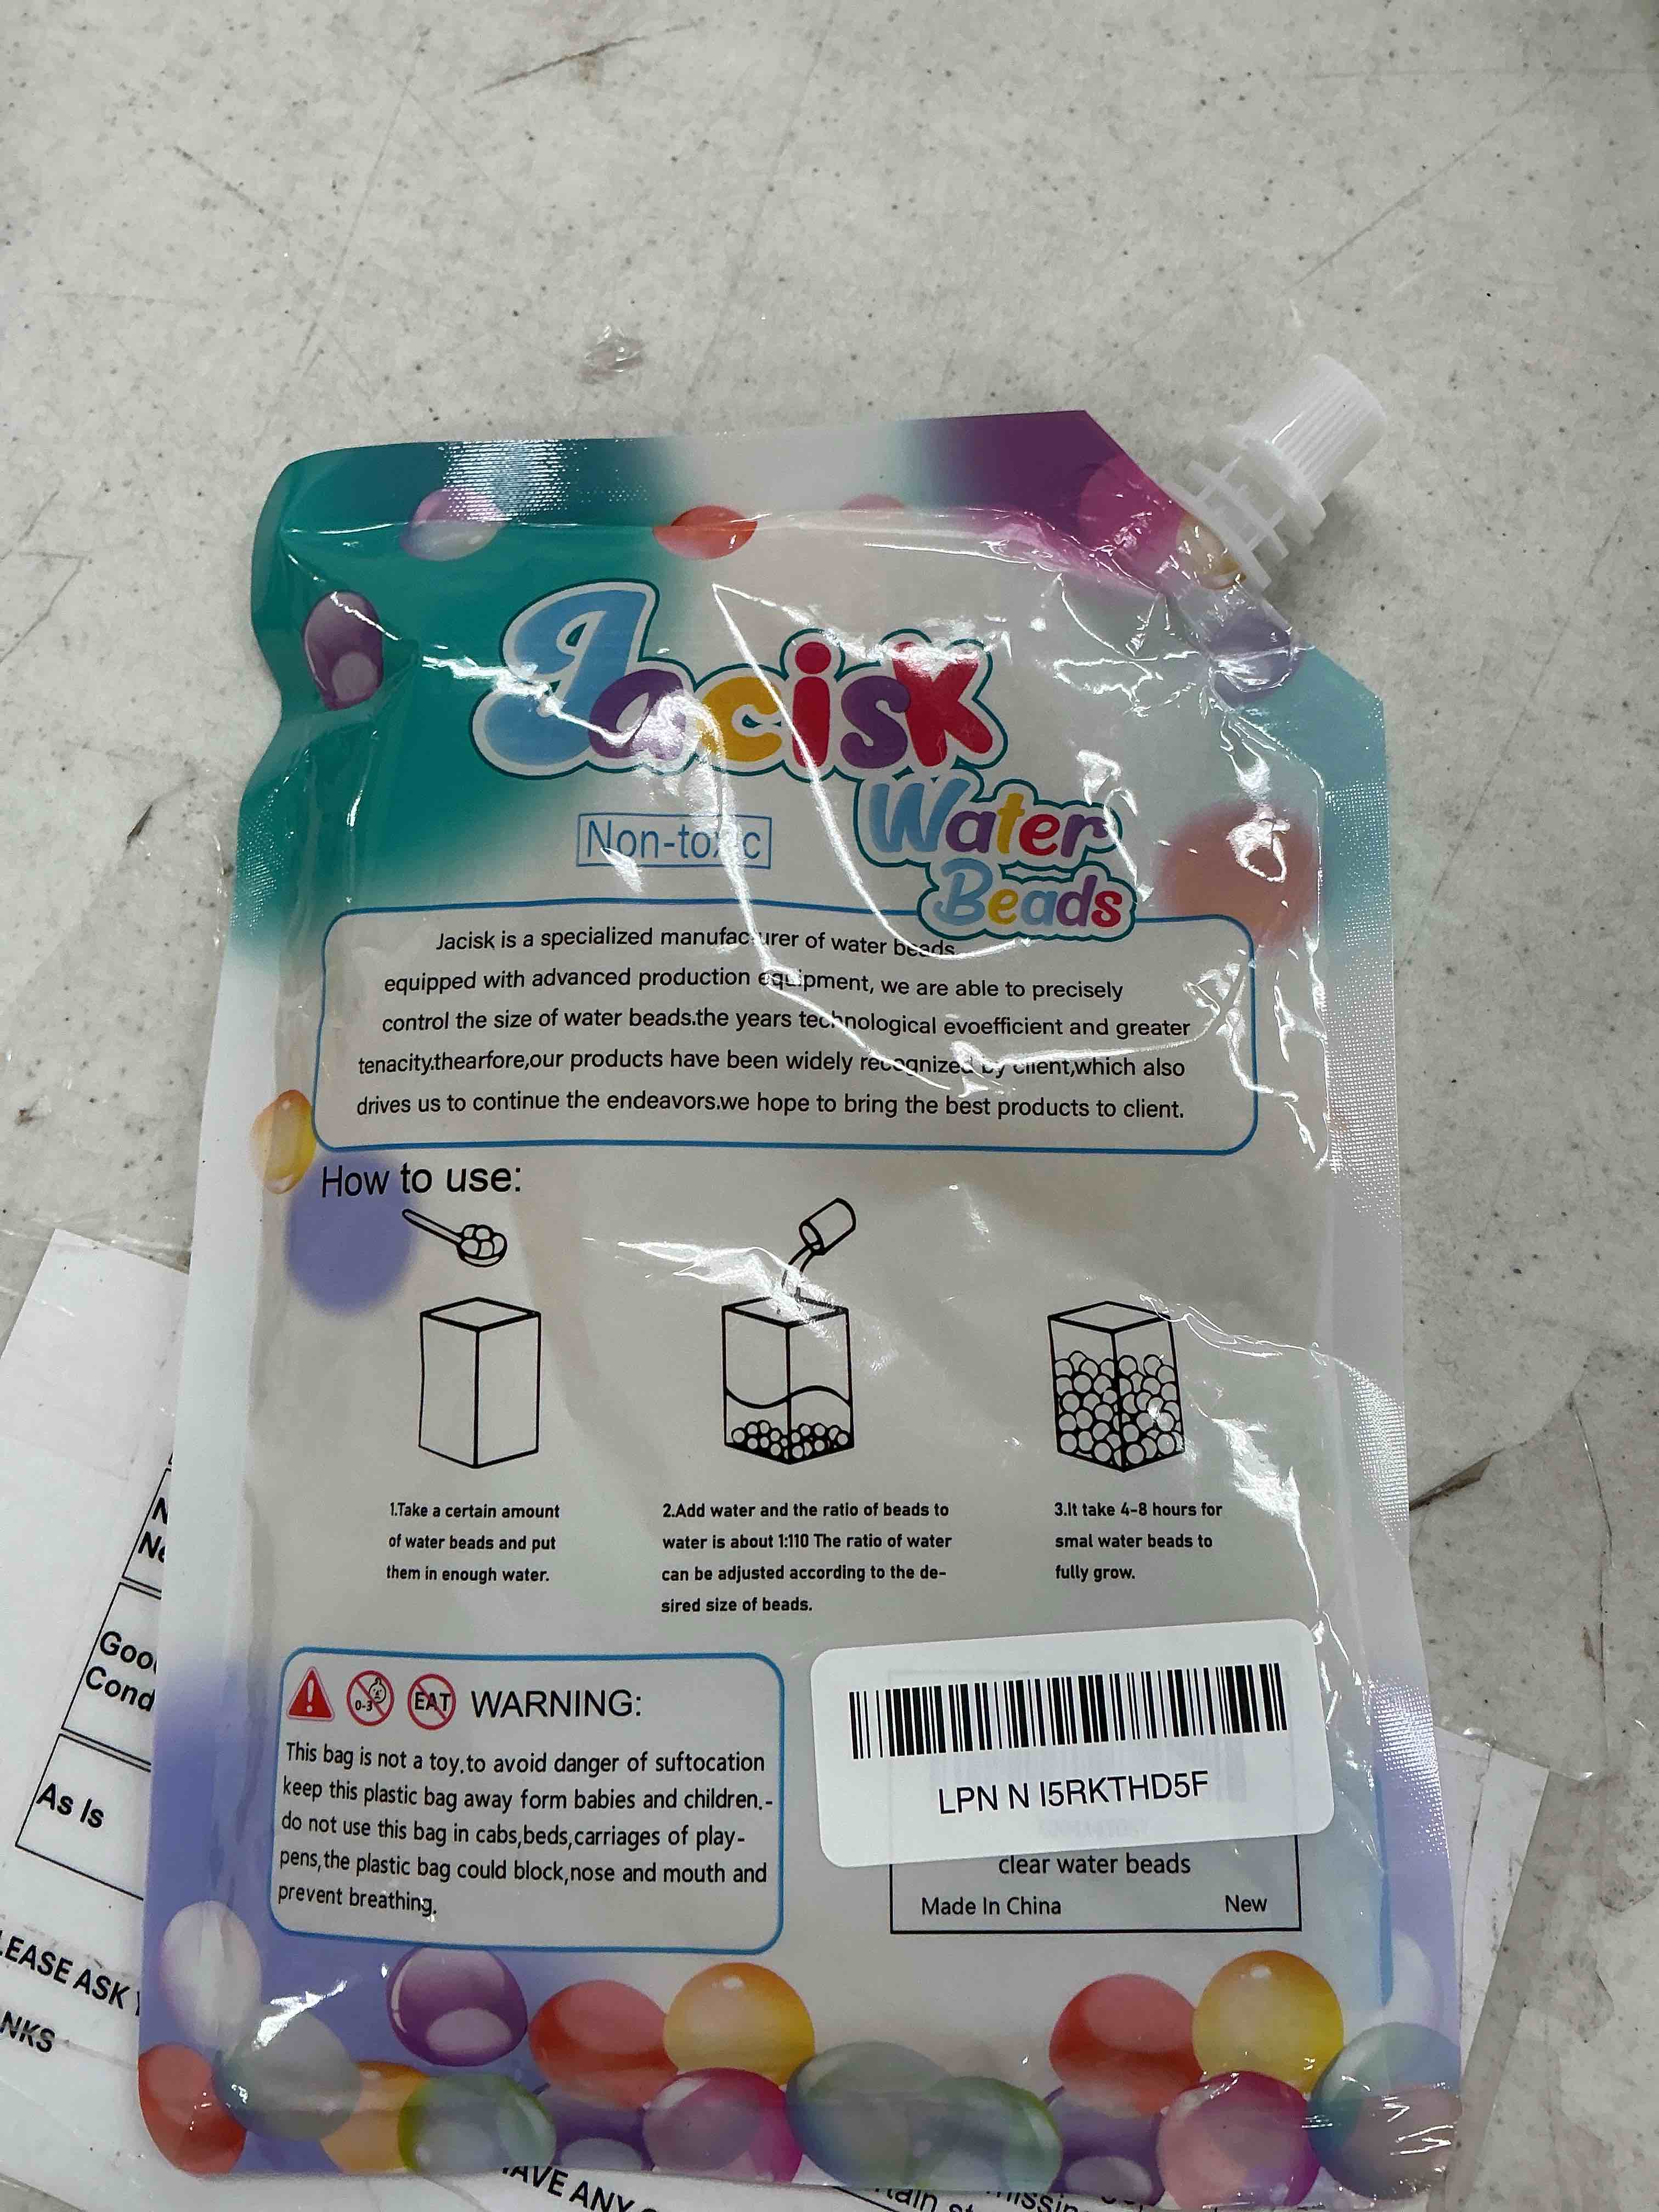 Jacisk
Water
Beads
Non-toxic
Jacisk is a specialized manufacturer of water beads
equipped with advanced production equipment, we are able to precisely
control the size of water beads.the years technological evoefficient and greater
tenacity.thearfore,our products have been widely recognized by client,which also
drives us to continue the endeavors.we hope to bring the best products to client.
How to use:
1.Take a certain amount
of water beads and put
them in enough water.
2.Add water and the ratio of beads to
water is about 1:110 The ratio of water
can be adjusted according to the de-
sired size of beads.
3.It take 4-8 hours for
smal water beads to
fully grow.
0-3
EAT
WARNING:
This bag is not a toy.to avoid danger of suftocation
keep this plastic bag away form babies and children.-
do not use this bag in cabs,beds,carriages of play-
pens,the plastic bag could block,nose and mouth and
prevent breathing.
LPN N I5RKTHD5F
clear water beads
Made In China New
As Is
LEASE ASK
NKS
AVE ANY